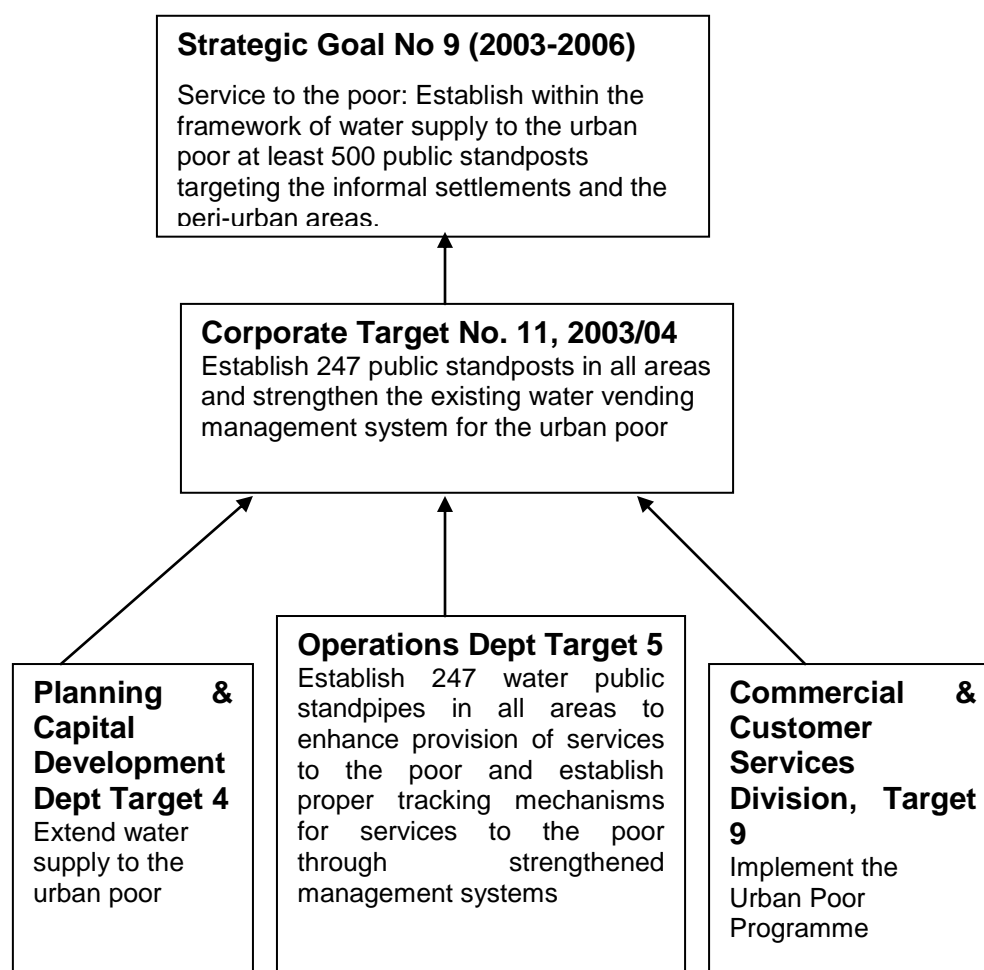 Strategic Goal No 9 (2003-2006)
Service to the poor: Establish within the
framework of water supply to the urban
poor at least 500 public standposts
targeting the informal settlements and the
peri-urban areas.
Corporate Target No. 11, 2003/04
Establish 247 public standposts in all areas
and strengthen the existing water vending
management system for the urban poor
Planning &
Capital
Development
Dept Target 4
Extend water
supply to the
urban poor
Operations Dept Target 5
Establish 247 water public
standpipes in all areas to
enhance provision of services
to the poor and establish
proper tracking mechanisms
for services to the poor
through strengthened
management systems
Commercial &
Customer
Services
Division, Target
9
Implement the
Urban Poor
Programme